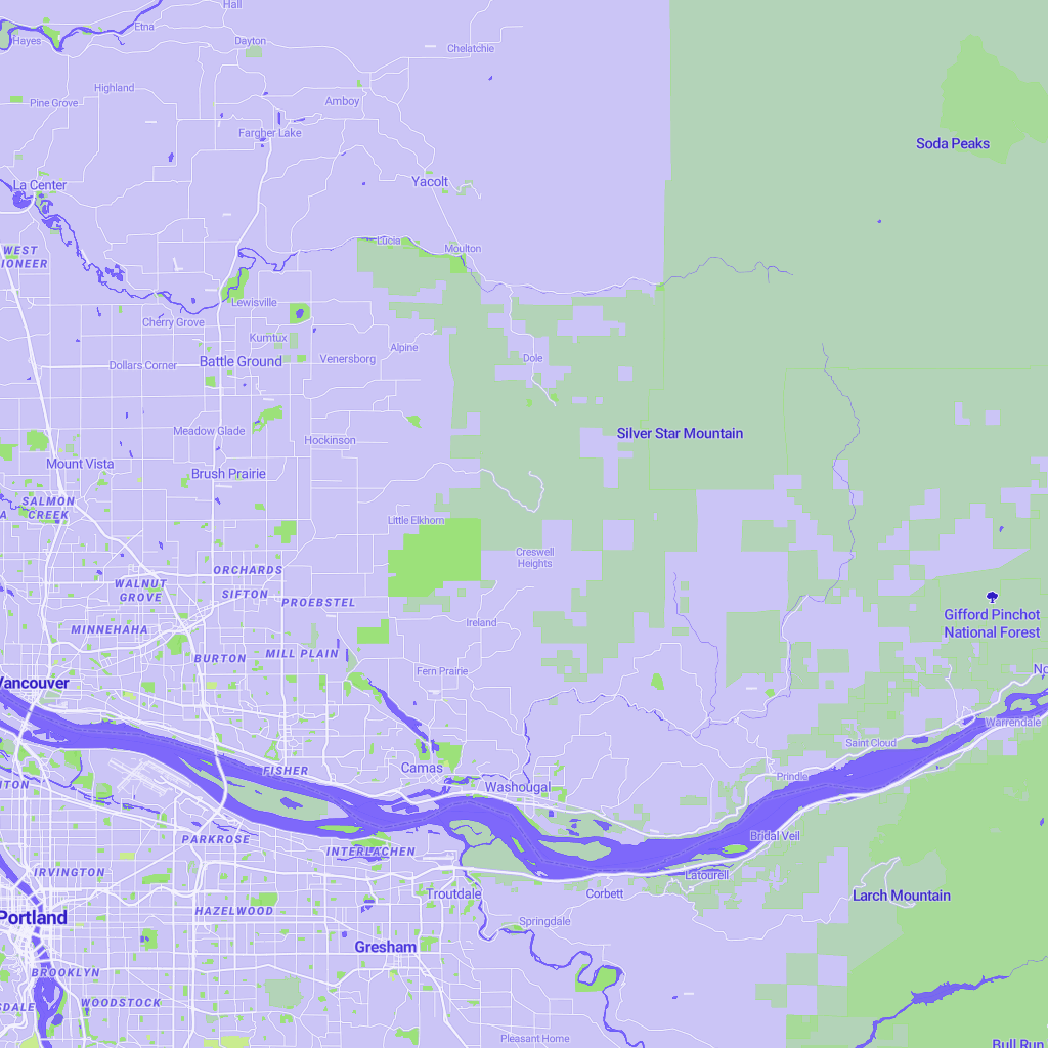 Hall
Etna
Hayes
Dayton
Chelatchie
Highland
Pine Grove
Amboy
Fargher Lake
Soda Peaks
La Center
Yacolt
WEST
IONEER
Lucia
Moulton
Lewisville
Cherry Grove
Kumtux
Alpine
Dollars Corner
Battle Ground
Venersborg
Dole
Meadow Glade
Hockinson
Silver Star Mountain
Mount Vista
Brush Prairie
SALMON
CREEK
A
Little Elkhorn
Creswell
Heights
ORCHARDS
WALNUT
GROVE
SIFTON
PROEBSTEL
Gifford Pinchot
National Forest
MINNEHAHA
Ireland
BURTON
MILL PLAIN
Fern Prairie
No
Vancouver
Warrendale
Saint Cloud
FISHER
Camas
Prindle
TON
Washougal
PARKROSE
Bridal Veil
INTERLACHEN
IRVINGTON
Latourell
Troutdale
Corbett
Larch Mountain
HAZELWOOD
Portland
Springdale
Gresham
BROOKLYN
SDALE
WOODSTOCK
Pleasant Home
Bull Run